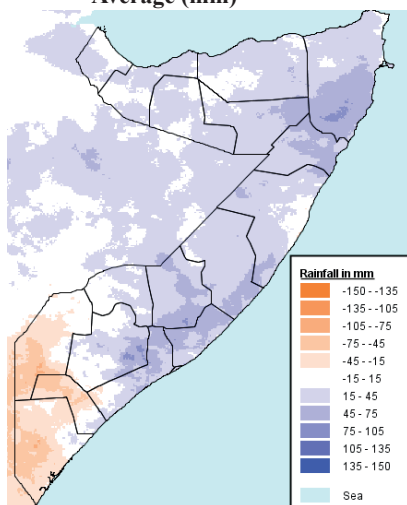 Average (mm)
Rainfall in mm
-150 - -135
-135 - -105
-105 - -75
-75 - -45
-45 - -15
-15 - 15
15 - 45
45 - 75
75 - 105
105 - 135
135 - 150
Sea